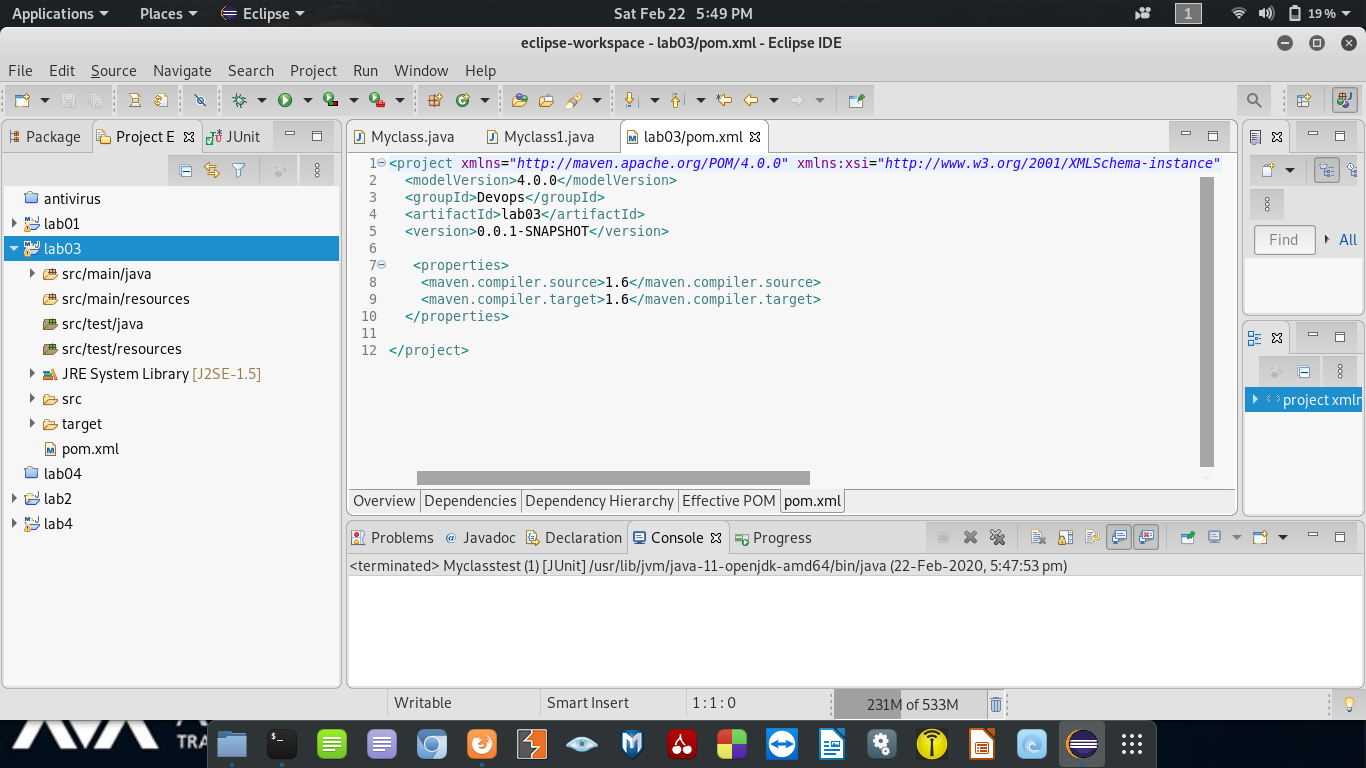 Applications Places Eclipse Sat Feb 22 5:49 PM 1 19 %
eclipse-workspace - lab03/pom.xml - Eclipse IDE
File Edit Source Navigate Search Project Run Window Help
Package Project E JUnit
antivirus
lab01
lab03
src/main/java
src/main/resources
src/test/java
src/test/resources
JRE System Library [J2SE-1.5]
src
target
pom.xml
lab04
lab2
lab4
Myclass.java Myclass1.java lab03/pom.xml
1 <project xmlns="http://maven.apache.org/POM/4.0.0" xmlns:xsi="http://www.w3.org/2001/XMLSchema-instance"
2 <modelVersion>4.0.0</modelVersion>
3 <groupId>Devops</groupId>
4 <artifactId>lab03</artifactId>
5 <version>0.0.1-SNAPSHOT</version>
6
7 <properties>
8 <maven.compiler.source>1.6</maven.compiler.source>
9 <maven.compiler.target>1.6</maven.compiler.target>
10 </properties>
11
12 </project>
Overview Dependencies Dependency Hierarchy Effective POM pom.xml
Find All
project xmln
Problems Javadoc Declaration Console Progress
<terminated> Myclasstest (1) [JUnit] /usr/lib/jvm/java-11-openjdk-amd64/bin/java (22-Feb-2020, 5:47:53 pm)
Writable Smart Insert 1 : 1 : 0 231M of 533M
TRA